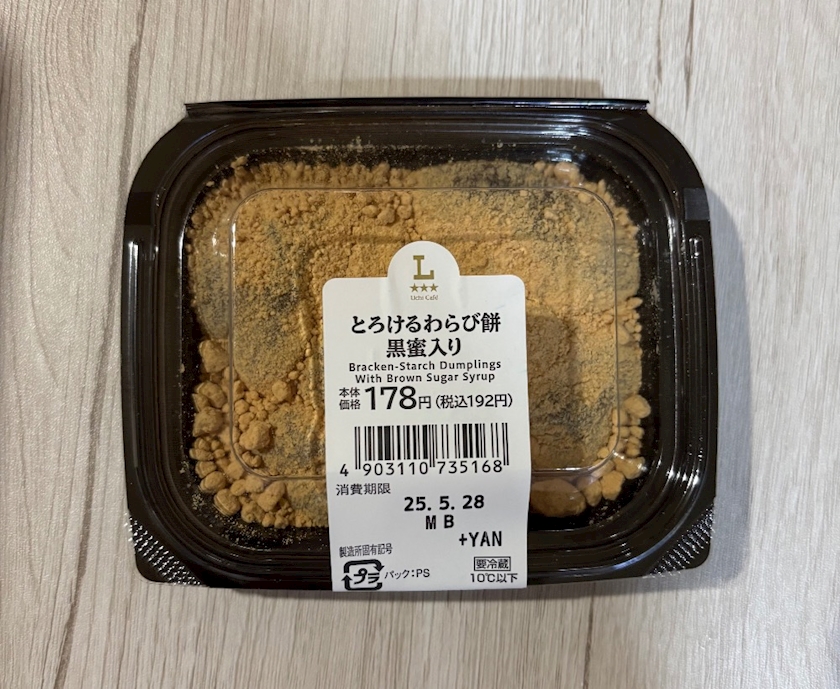 L
★★★
Uchi Café
とろけるわらび餅
黒蜜入り
Bracken-Starch Dumplings
With Brown Sugar Syrup
本体価格 178円(税込192円)
4 903110 735168
消費期限
25. 5. 28
M B
+YAN
製造所固有記号
プラ パック:PS
要冷蔵
10℃以下